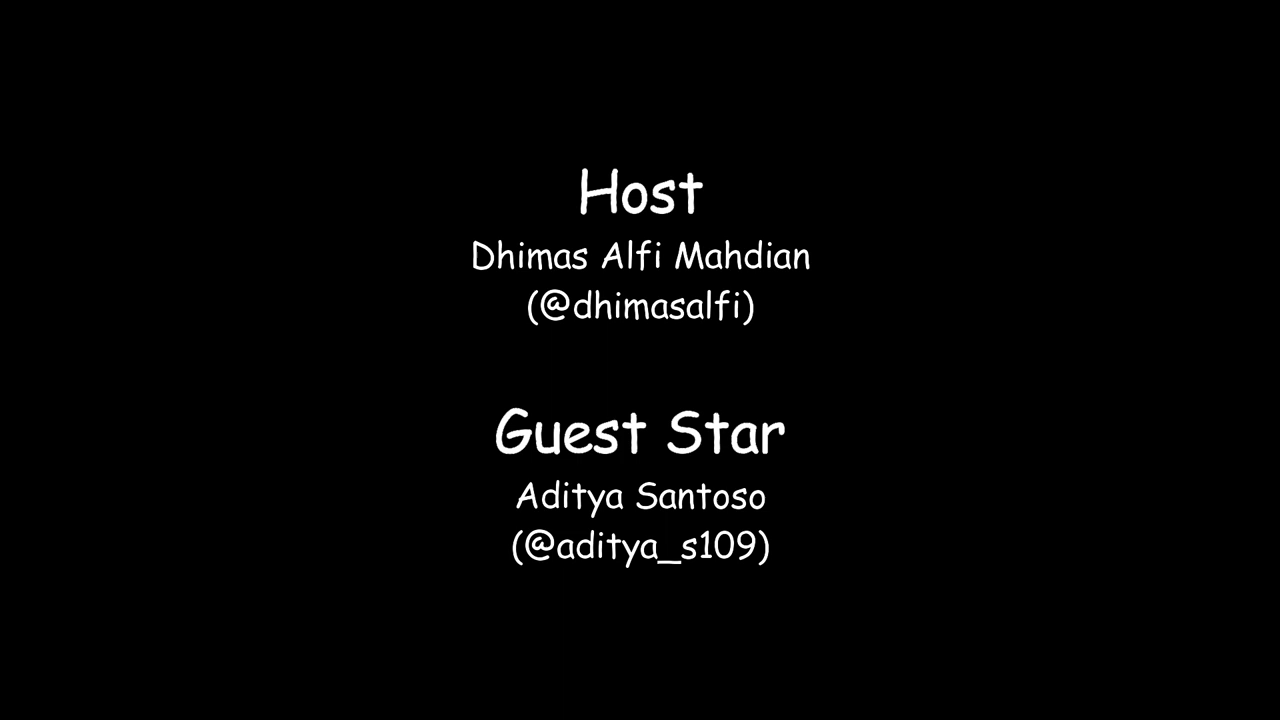 Host
Dhimas Alfi Mahdian
(@dhimasalfi)
Guest Star
Aditya Santoso
(@aditya_s109)